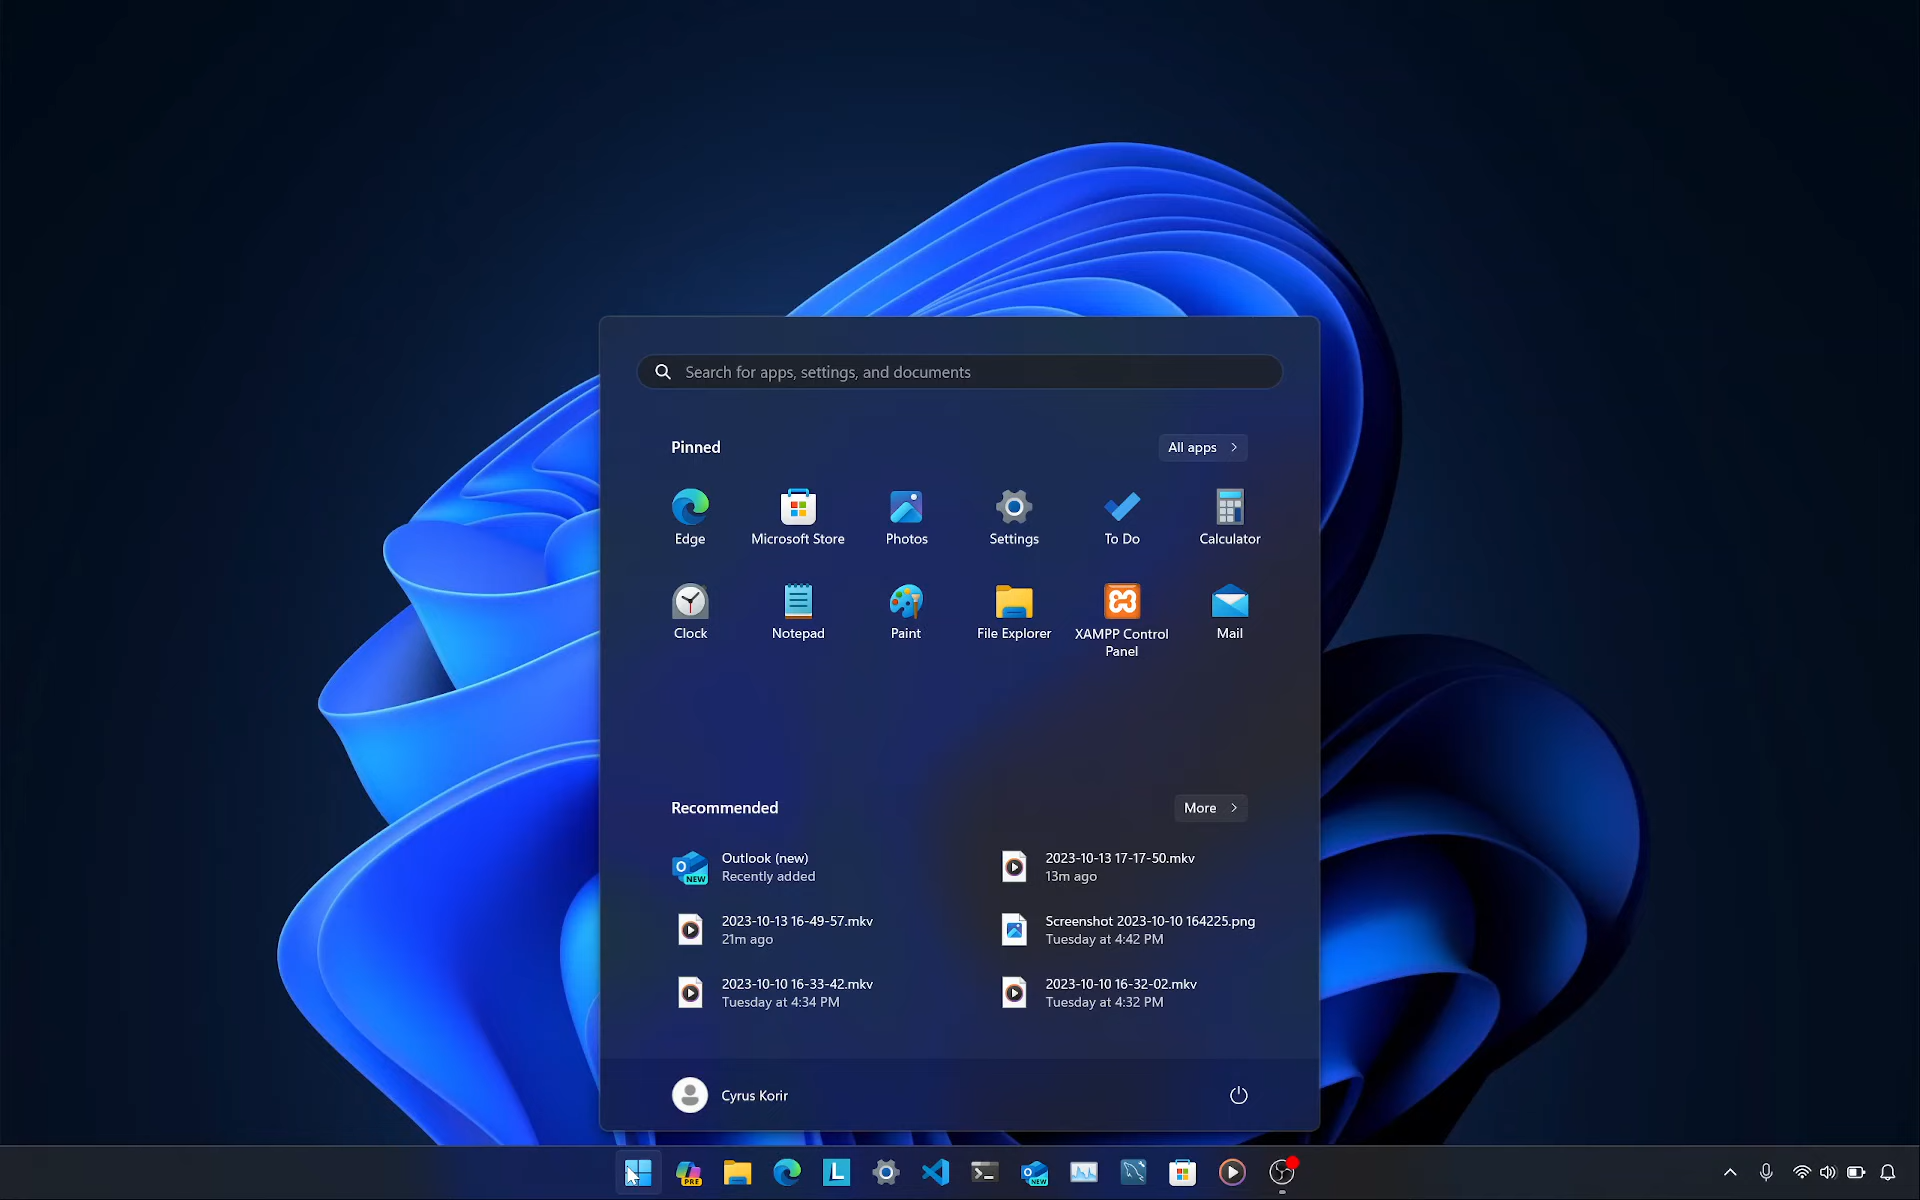 Search for apps, settings, and documents
Pinned
All apps
Edge
Microsoft Store
Photos
Settings
To Do
Calculator
Clock
Notepad
Paint
File Explorer
XAMPP Control
Panel
Mail
Recommended
More
Outlook (new)
Recently added
2023-10-13 17-17-50.mkv
13m ago
2023-10-13 16-49-57.mkv
21m ago
Screenshot 2023-10-10 164225.png
Tuesday at 4:42 PM
2023-10-10 16-33-42.mkv
Tuesday at 4:34 PM
2023-10-10 16-32-02.mkv
Tuesday at 4:32 PM
Cyrus Korir
PRE
L
NEW